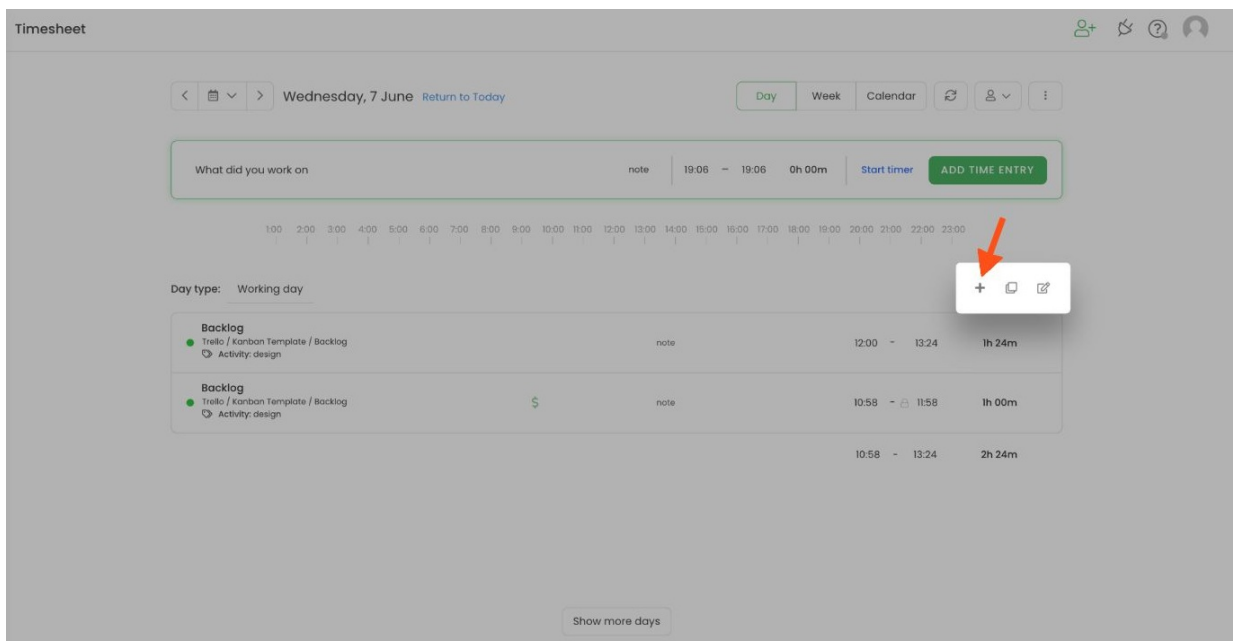 Timesheet
Wednesday, 7 June Return to Today
Day Week Calendar
What did you work on note 19:06 – 19:06 0h 00m Start timer ADD TIME ENTRY
1:00 2:00 3:00 4:00 5:00 6:00 7:00 8:00 9:00 10:00 11:00 12:00 13:00 14:00 15:00 16:00 17:00 18:00 19:00 20:00 21:00 22:00 23:00
Day type: Working day
Backlog
Trello / Kanban Template / Backlog note 12:00 - 13:24 1h 24m
Activity: design
Backlog
Trello / Kanban Template / Backlog $ note 10:58 - 11:58 1h 00m
Activity: design
10:58 - 13:24 2h 24m
Show more days